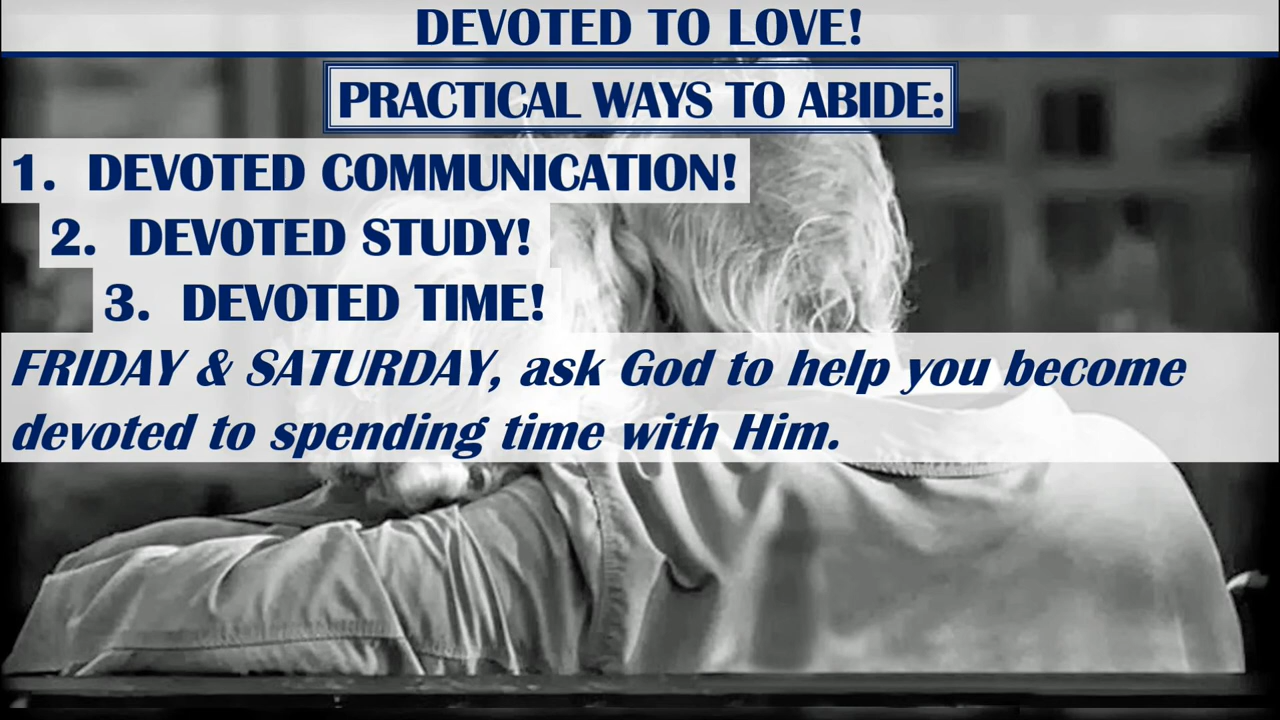 DEVOTED TO LOVE!
PRACTICAL WAYS TO ABIDE:
1. DEVOTED COMMUNICATION!
2. DEVOTED STUDY!
3. DEVOTED TIME!
FRIDAY & SATURDAY, ask God to help you become
devoted to spending time with Him.